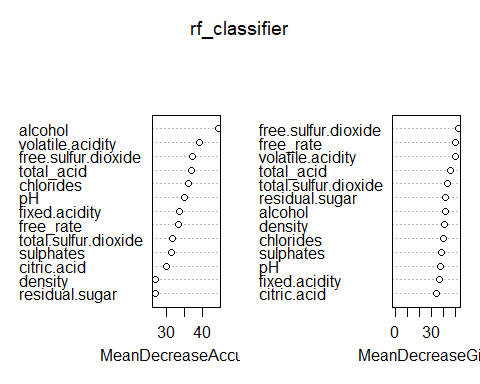 rf_classifier
alcohol
volatile.acidity
free.sulfur.dioxide
total_acid
chlorides
pH
fixed.acidity
free_rate
total.sulfur.dioxide
sulphates
citric.acid
density
residual.sugar
30 40
MeanDecreaseAccu
free.sulfur.dioxide
free_rate
volatile.acidity
total_acid
total.sulfur.dioxide
residual.sugar
alcohol
density
chlorides
sulphates
pH
fixed.acidity
citric.acid
0 30
MeanDecreaseGi